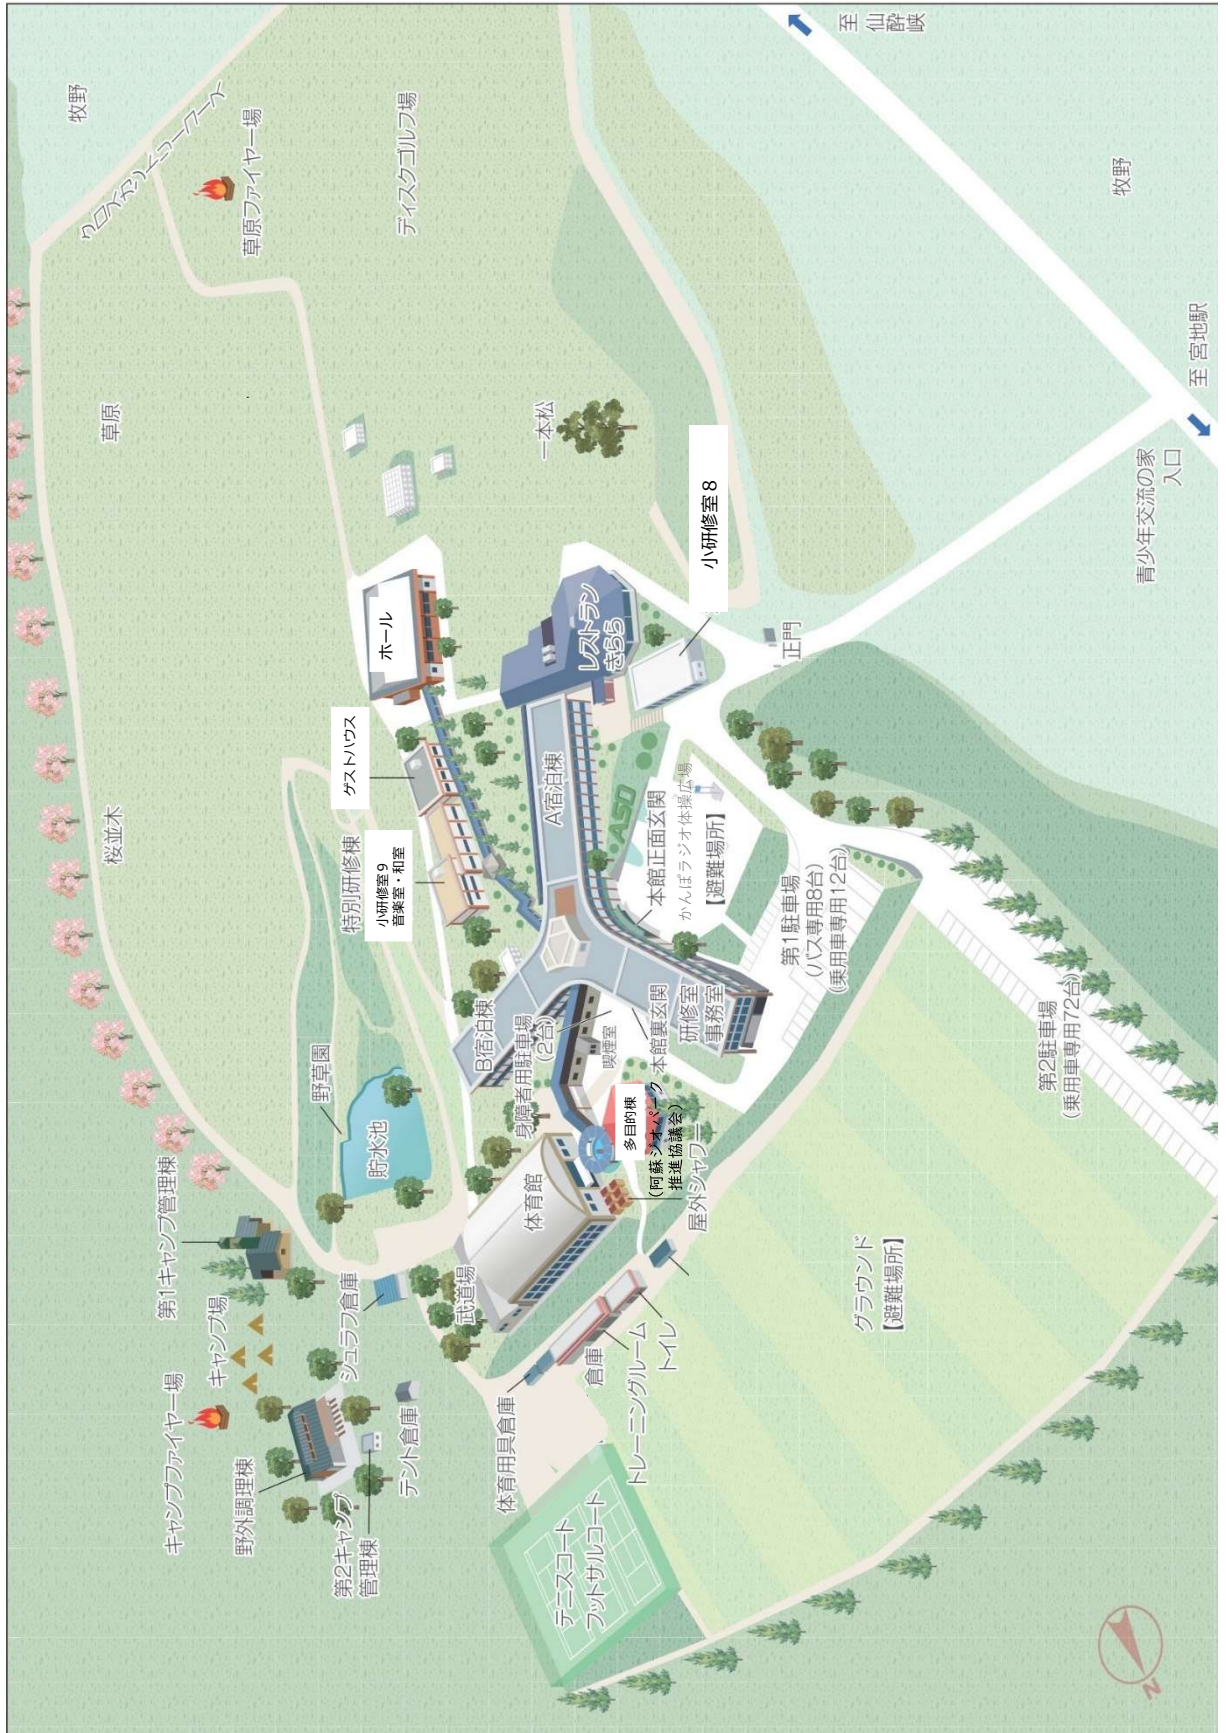 至
仙
酔
峡
牧野
クロスカントリーコース
草原ファイヤー場
ディスクゴルフ場
牧野
至 宮地駅
青少年交流の家
入口
草原
一本松
小研修室８
ホール
レストラン
きらら
正門
ゲストハウス
桜並木
特別研修棟
小研修室９
音楽室・和室
A宿泊棟
ASO
本館正面玄関
かんぽラジオ体操広場
【避難場所】
第1駐車場
(バス専用8台)
(乗用車専用12台)
B宿泊棟
身障者用駐車場
(2台)
喫煙室
本館裏玄関
研修室
事務室
第2駐車場
(乗用車専用72台)
野草園
貯水池
多目的棟
(阿蘇ジオパーク
推進協議会)
屋外シャワー
体育館
武道場
第1キャンプ管理棟
キャンプ場
シュラフ倉庫
キャンプファイヤー場
野外調理棟
第2キャンプ
管理棟
テント倉庫
体育用具倉庫
倉庫
トレーニングルーム
トイレ
グラウンド
【避難場所】
テニスコート
フットサルコート
N